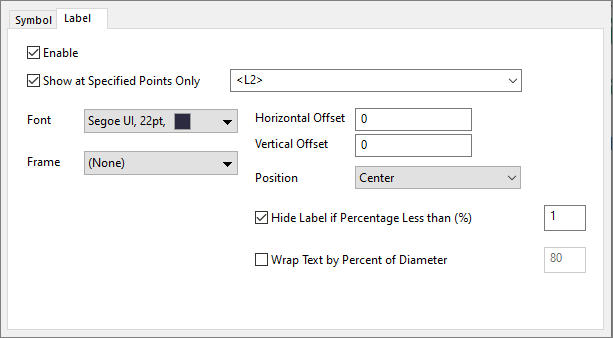 Symbol Label
Enable
Show at Specified Points Only <L2>
Font Segoe UI, 22pt,
Horizontal Offset 0
Vertical Offset 0
Frame (None)
Position Center
Hide Label if Percentage Less than (%) 1
Wrap Text by Percent of Diameter 80